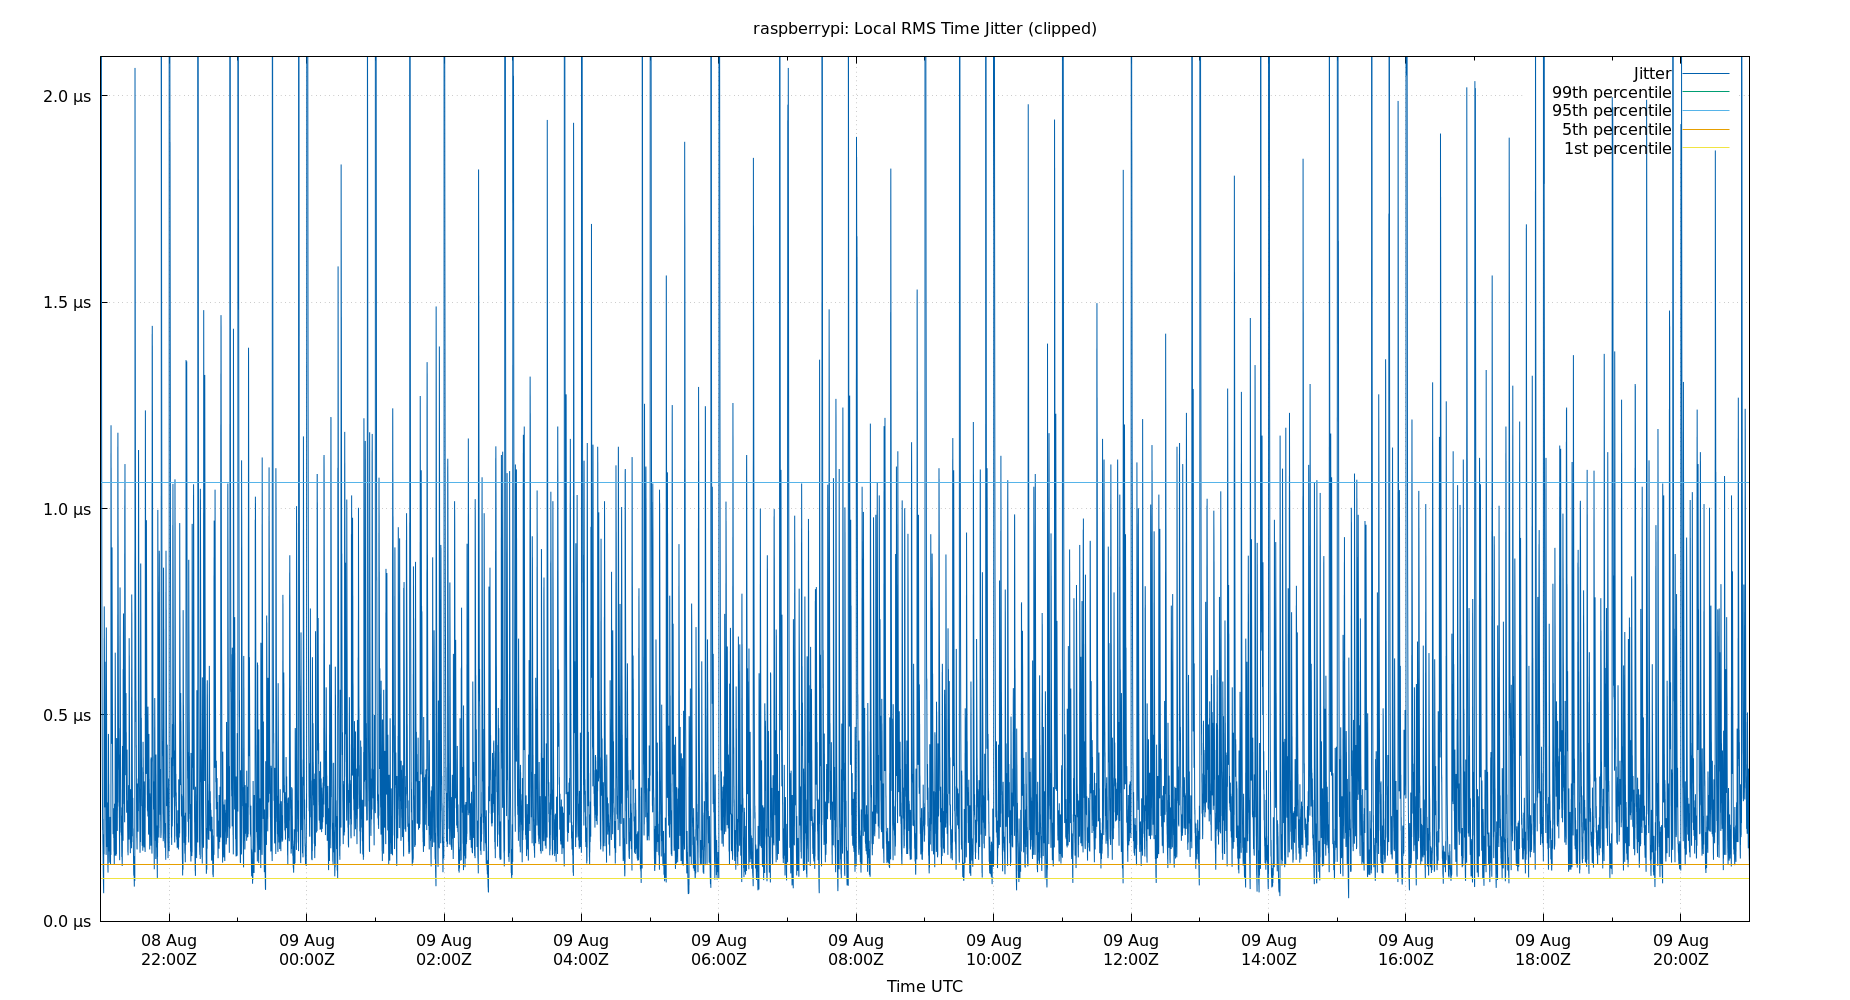 raspberrypi: Local RMS Time Jitter (clipped)
Jitter
99th percentile
95th percentile
5th percentile
1st percentile
2.0 µs
1.5 µs
1.0 µs
0.5 µs
0.0 µs
08 Aug 09 Aug 09 Aug 09 Aug 09 Aug 09 Aug 09 Aug 09 Aug 09 Aug 09 Aug 09 Aug 09 Aug
22:00Z 00:00Z 02:00Z 04:00Z 06:00Z 08:00Z 10:00Z 12:00Z 14:00Z 16:00Z 18:00Z 20:00Z
Time UTC